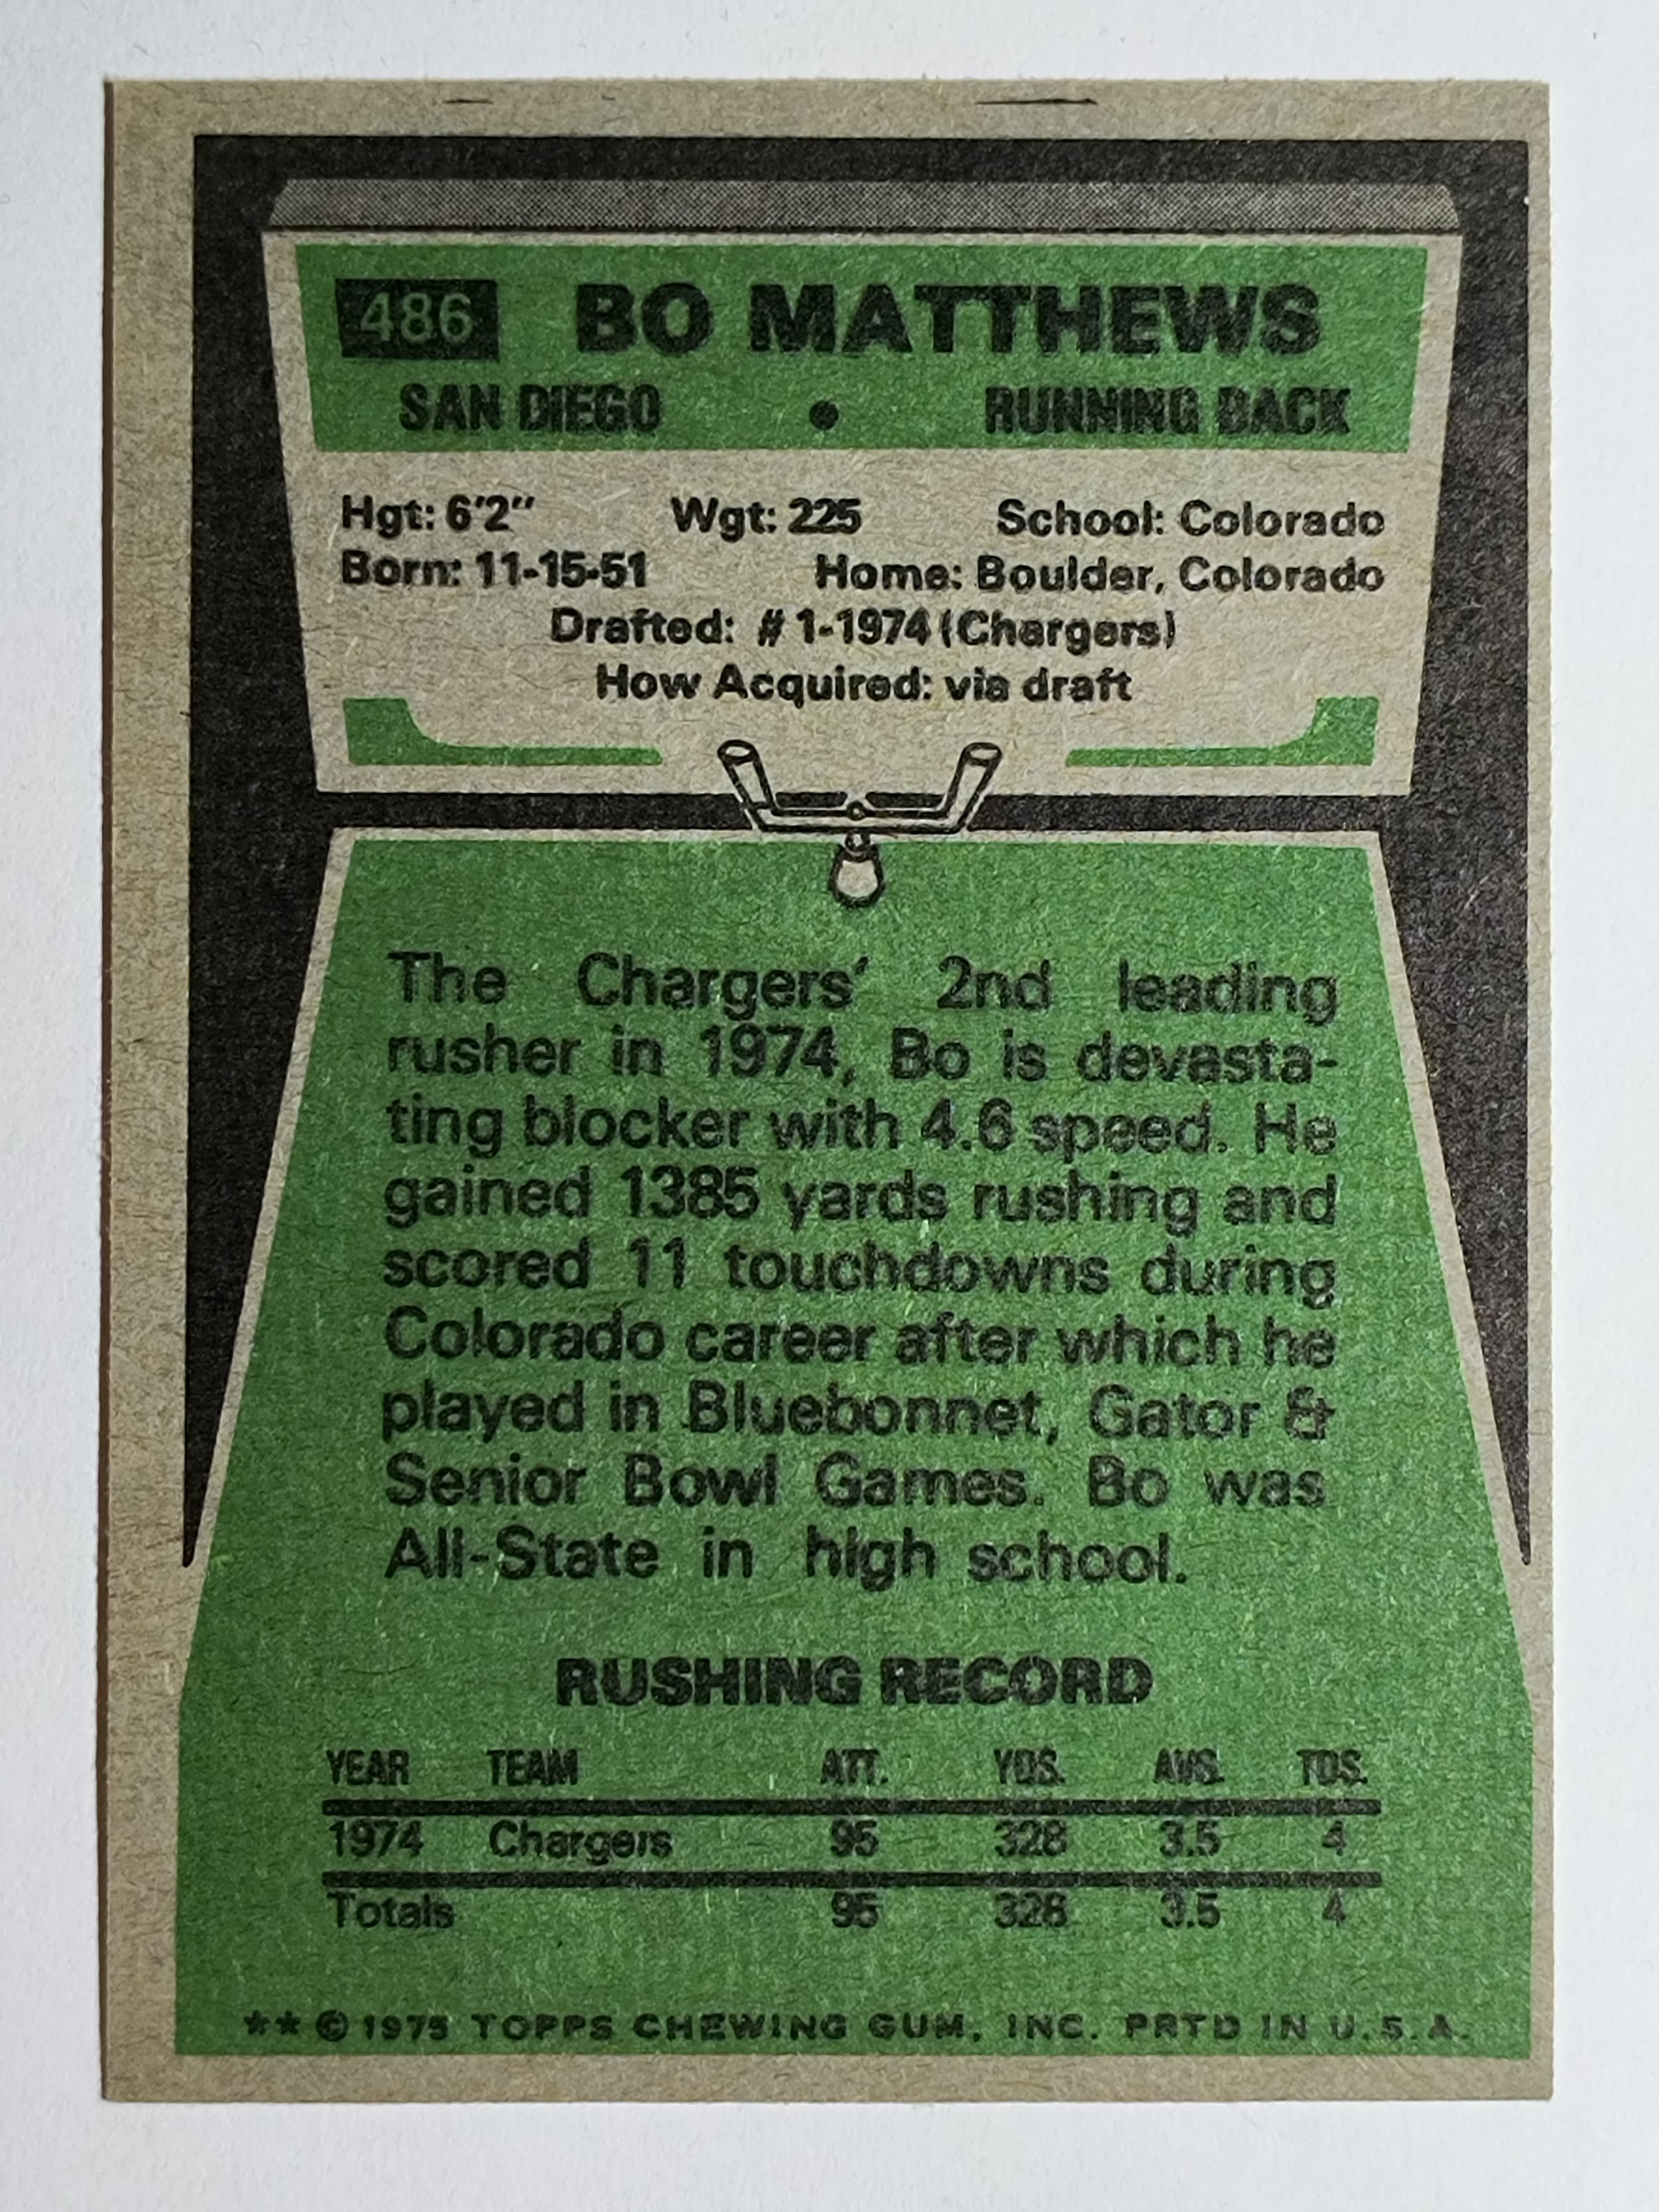 486 BO MATTHEWS
SAN DIEGO • RUNNING BACK
Hgt: 6'2" Wgt: 225 School: Colorado
Born: 11-15-51 Home: Boulder, Colorado
Drafted: #1-1974 (Chargers)
How Acquired: via draft
The Chargers' 2nd leading
rusher in 1974, Bo is devasta-
ting blocker with 4.6 speed. He
gained 1385 yards rushing and
scored 11 touchdowns during
Colorado career after which he
played in Bluebonnet, Gator &
Senior Bowl Games. Bo was
All-State in high school.
RUSHING RECORD
YEAR TEAM ATT. YDS. AVG. TDS.
1974 Chargers 95 328 3.5 4
Totals 95 328 3.5 4
** © 1975 TOPPS CHEWING GUM, INC. PRTD IN U.S.A.